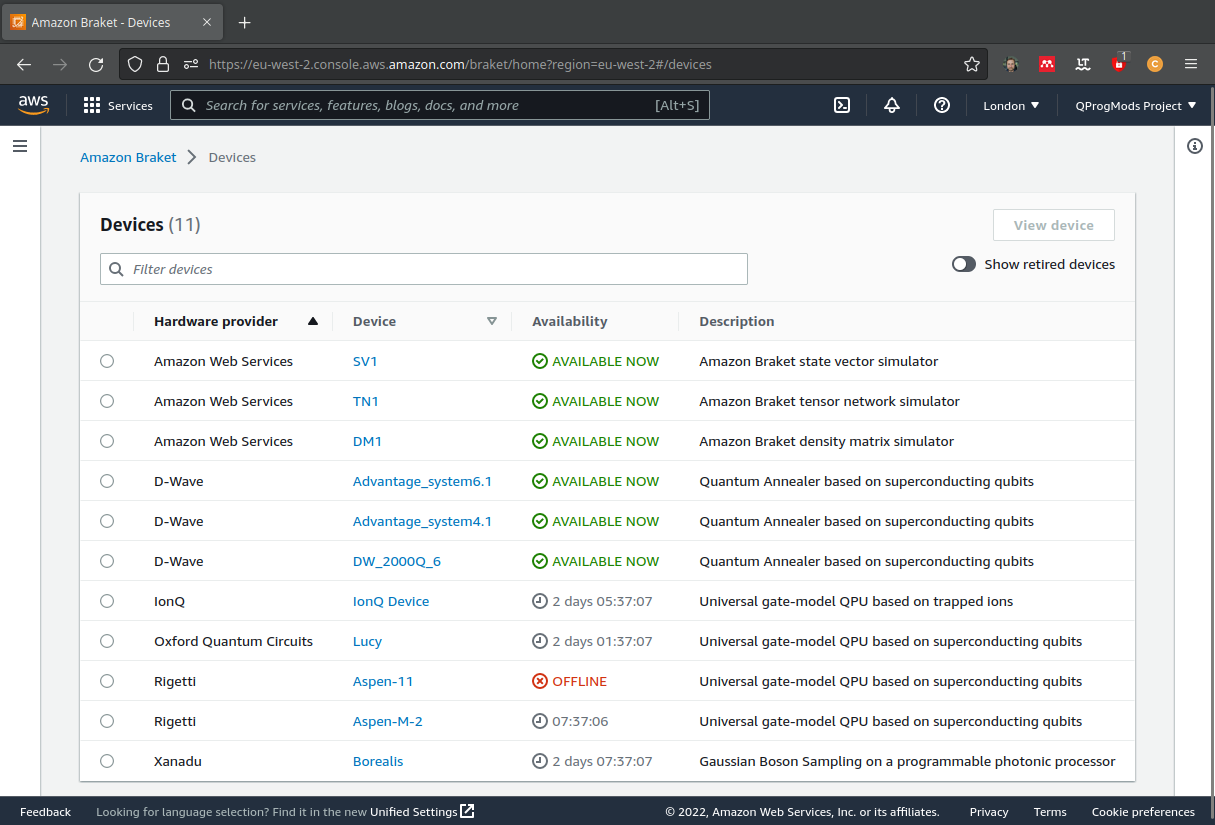 Amazon Braket - Devices
https://eu-west-2.console.aws.amazon.com/braket/home?region=eu-west-2#/devices
1
C
aws Services Search for services, features, blogs, docs, and more [Alt+S] London QProgMods Project
Amazon Braket > Devices
Devices (11) View device
Filter devices Show retired devices
Hardware provider Device Availability Description
Amazon Web Services SV1 AVAILABLE NOW Amazon Braket state vector simulator
Amazon Web Services TN1 AVAILABLE NOW Amazon Braket tensor network simulator
Amazon Web Services DM1 AVAILABLE NOW Amazon Braket density matrix simulator
D-Wave Advantage_system6.1 AVAILABLE NOW Quantum Annealer based on superconducting qubits
D-Wave Advantage_system4.1 AVAILABLE NOW Quantum Annealer based on superconducting qubits
D-Wave DW_2000Q_6 AVAILABLE NOW Quantum Annealer based on superconducting qubits
IonQ IonQ Device 2 days 05:37:07 Universal gate-model QPU based on trapped ions
Oxford Quantum Circuits Lucy 2 days 01:37:07 Universal gate-model QPU based on superconducting qubits
Rigetti Aspen-11 OFFLINE Universal gate-model QPU based on superconducting qubits
Rigetti Aspen-M-2 07:37:06 Universal gate-model QPU based on superconducting qubits
Xanadu Borealis 2 days 07:37:07 Gaussian Boson Sampling on a programmable photonic processor
Feedback Looking for language selection? Find it in the new Unified Settings © 2022, Amazon Web Services, Inc. or its affiliates. Privacy Terms Cookie preferences